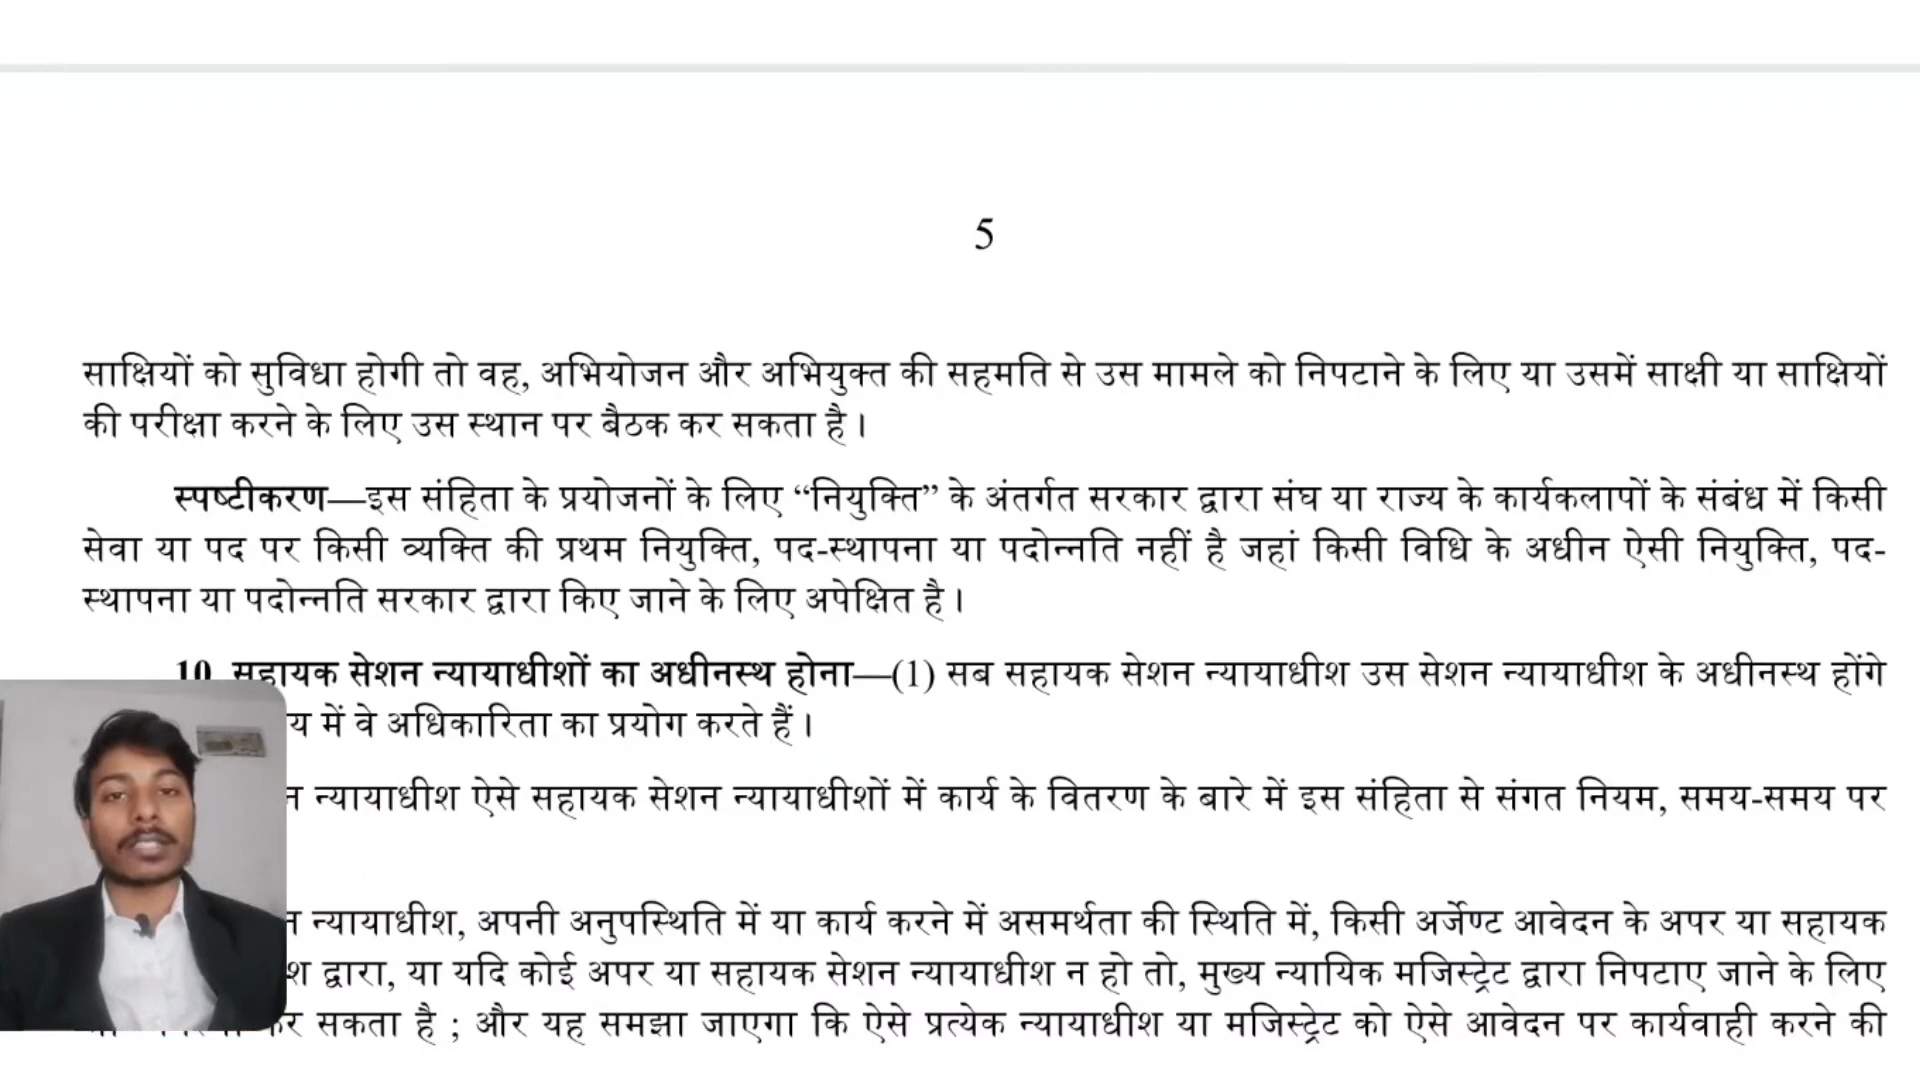 5
साक्षियों को सुविधा होगी तो वह, अभियोजन और अभियुक्त की सहमति से उस मामले को निपटाने के लिए या उसमें साक्षी या साक्षियों
की परीक्षा करने के लिए उस स्थान पर बैठक कर सकता है ।
स्पष्टीकरण—इस संहिता के प्रयोजनों के लिए “नियुक्ति” के अंतर्गत सरकार द्वारा संघ या राज्य के कार्यकलापों के संबंध में किसी
सेवा या पद पर किसी व्यक्ति की प्रथम नियुक्ति, पद-स्थापना या पदोन्नति नहीं है जहां किसी विधि के अधीन ऐसी नियुक्ति, पद-
स्थापना या पदोन्नति सरकार द्वारा किए जाने के लिए अपेक्षित है ।
10. सहायक सेशन न्यायाधीशों का अधीनस्थ होना—(1) सब सहायक सेशन न्यायाधीश उस सेशन न्यायाधीश के अधीनस्थ होंगे
में वे अधिकारिता का प्रयोग करते हैं ।
न्यायाधीश ऐसे सहायक सेशन न्यायाधीशों में कार्य के वितरण के बारे में इस संहिता से संगत नियम, समय-समय पर
न्यायाधीश, अपनी अनुपस्थिति में या कार्य करने में असमर्थता की स्थिति में, किसी अर्जेण्ट आवेदन के अपर या सहायक
द्वारा, या यदि कोई अपर या सहायक सेशन न्यायाधीश न हो तो, मुख्य न्यायिक मजिस्ट्रेट द्वारा निपटाए जाने के लिए
कर सकता है ; और यह समझा जाएगा कि ऐसे प्रत्येक न्यायाधीश या मजिस्ट्रेट को ऐसे आवेदन पर कार्यवाही करने की